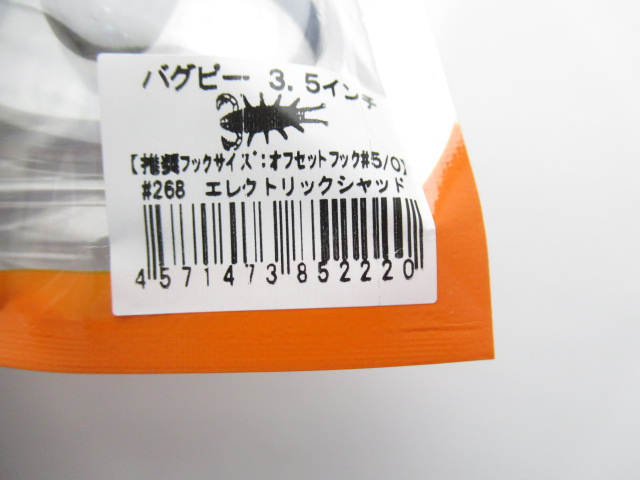 バグピー 3.5インチ
【推奨フックサイズ:オフセットフック#5/0】
#268 エレクトリックシャッド
4571473852220